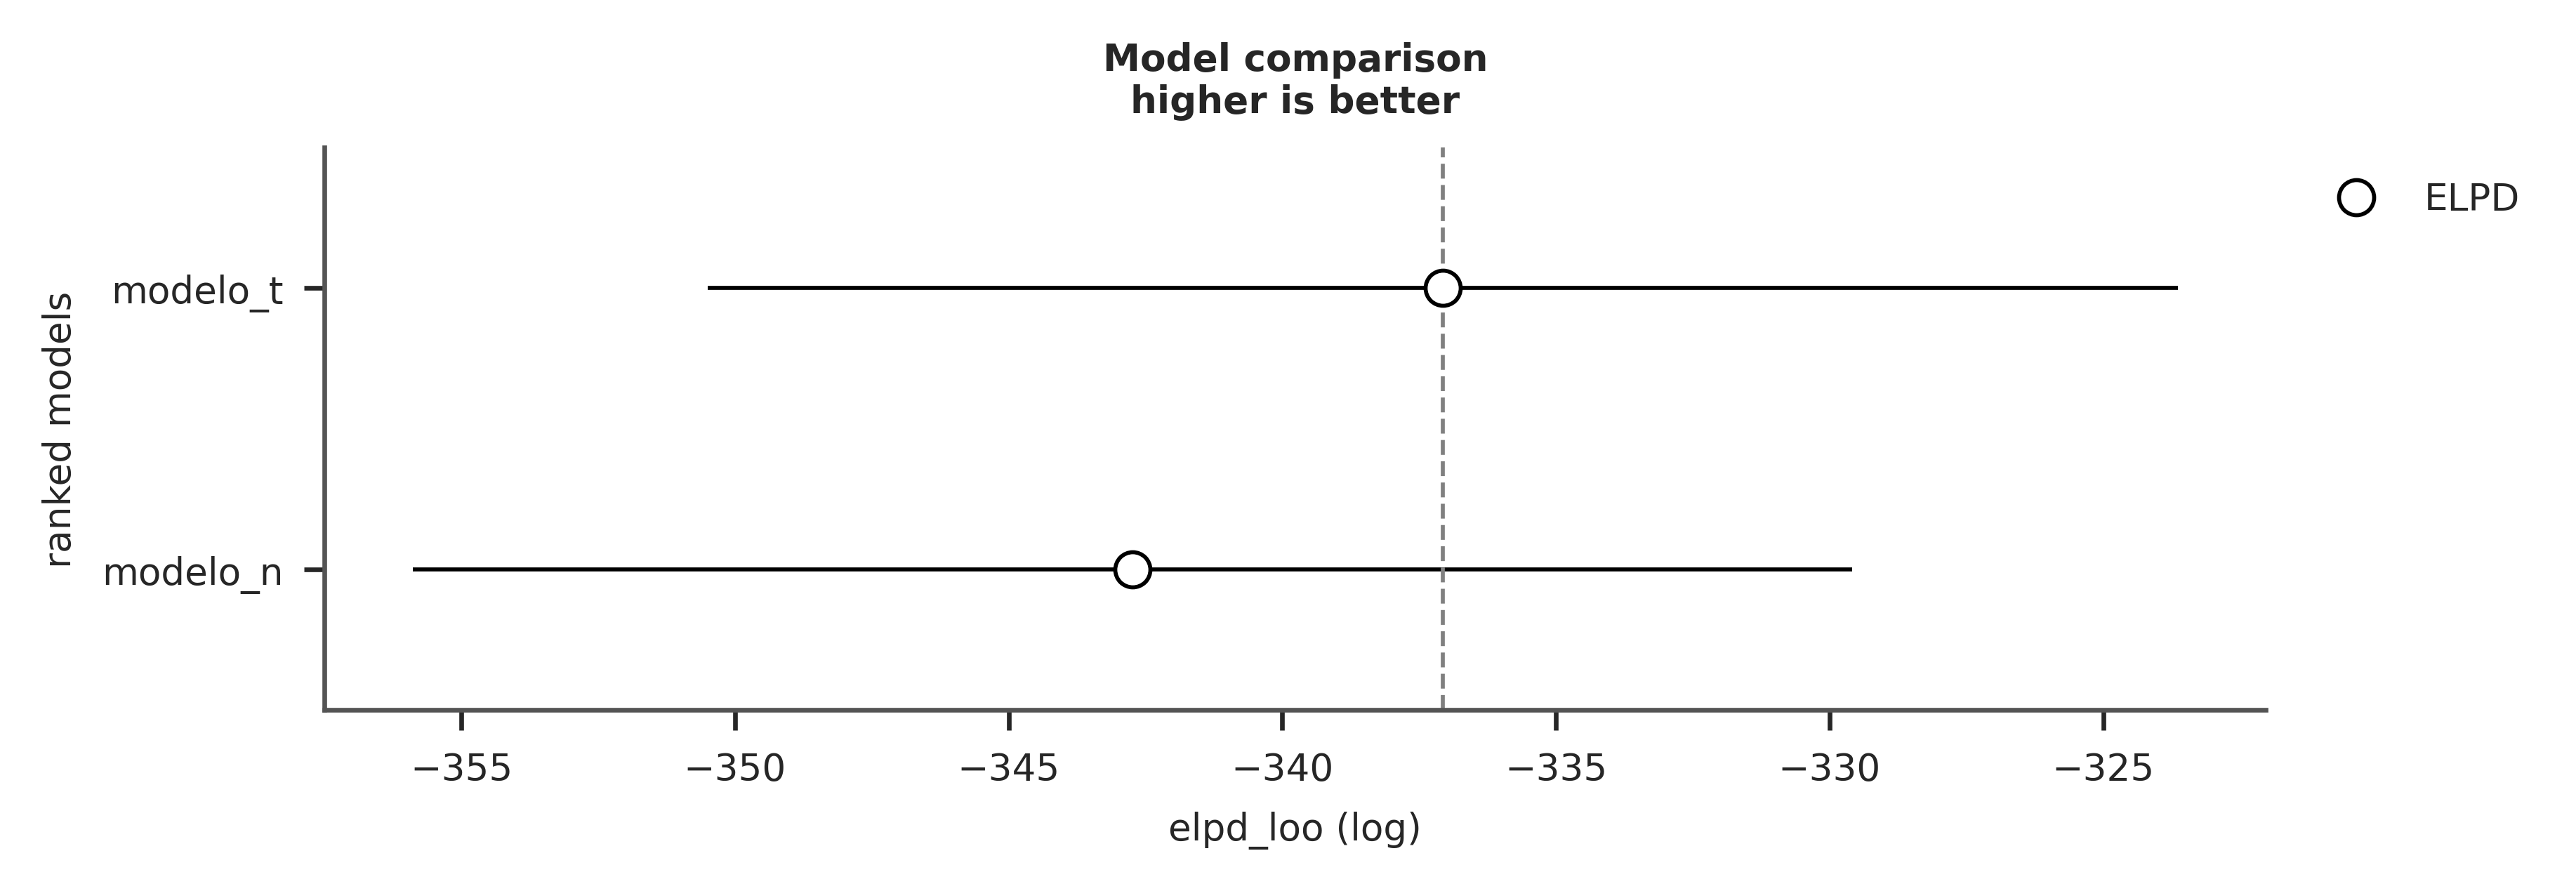 Model comparison
higher is better
ELPD
ranked models
modelo_t
modelo_n
−355
−350
−345
−340
−335
−330
−325
elpd_loo (log)